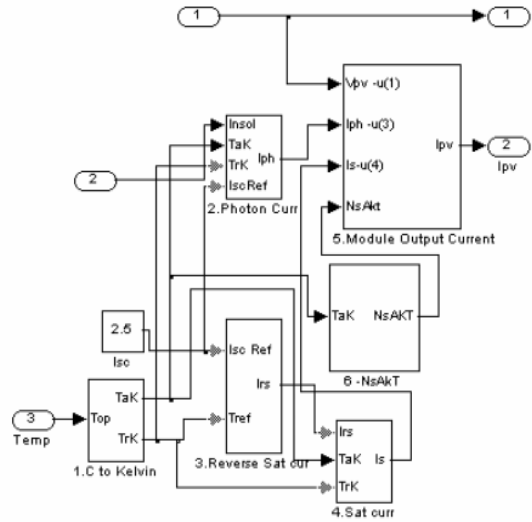 1
1
Vpv -u(1)
Insol
Iph -u(3)
TaK
Iph
Ipv
2
TrK
Is-u(4)
Ipv
2
IscRef
2.Photon Curr
NsAkt
5.Module Output Current
TaK
NsAKT
2.5
Isc
Isc Ref
6 -NsAkT
Irs
TaK
3
Top
Tref
Irs
Temp
TrK
TaK
Is
1.C to Kelvin
3.Reverse Sat curr
TrK
4.Sat curr